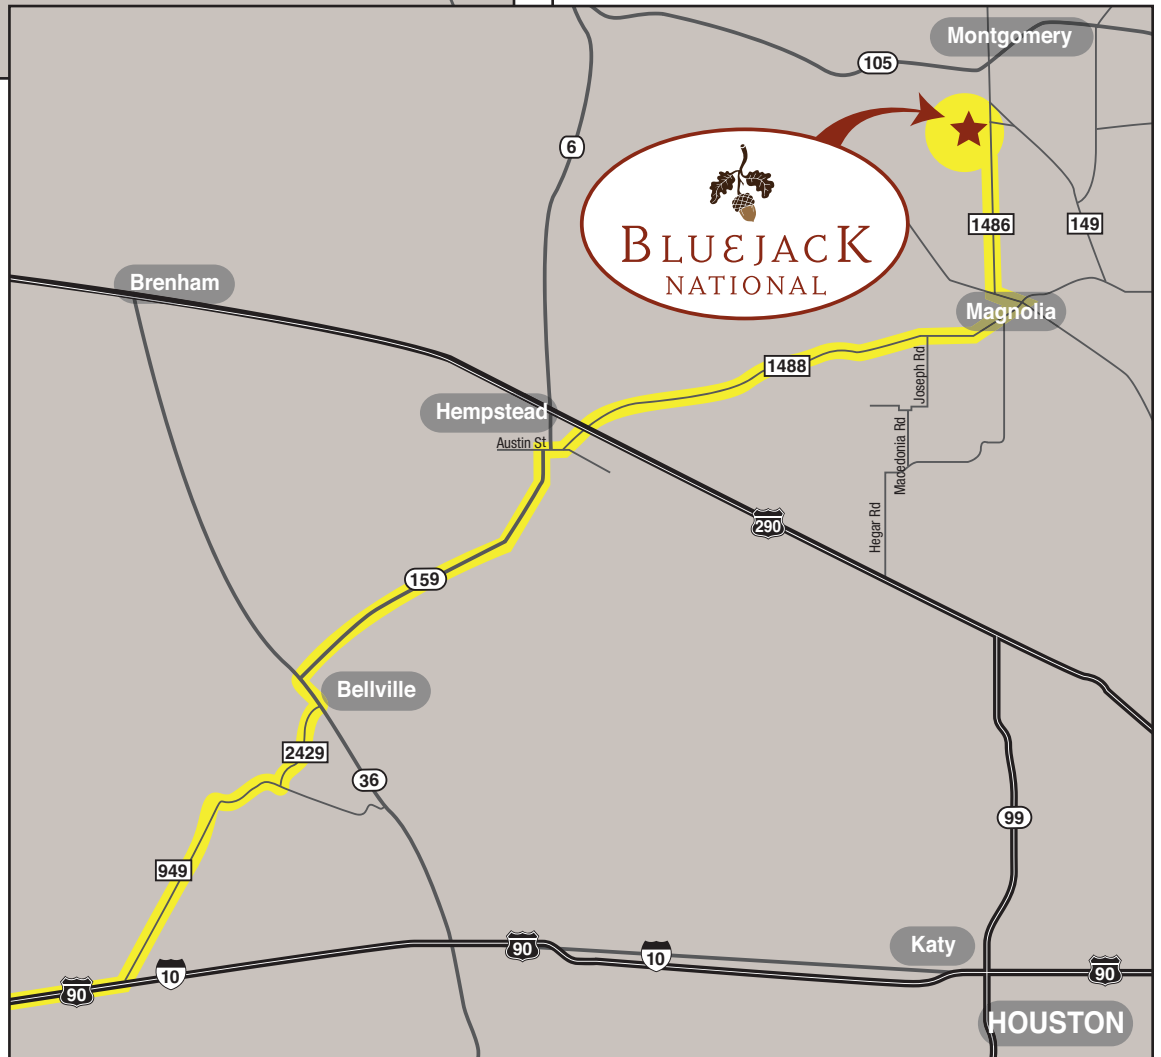 Montgomery
105
6
BLUEJACK
NATIONAL
1486
149
Brenham
Magnolia
1488
Joseph Rd
Hempstead
Austin St
Macedonia Rd
290
Hegar Rd
159
Bellville
2429
36
99
949
Katy
90
10
10
90
90
HOUSTON